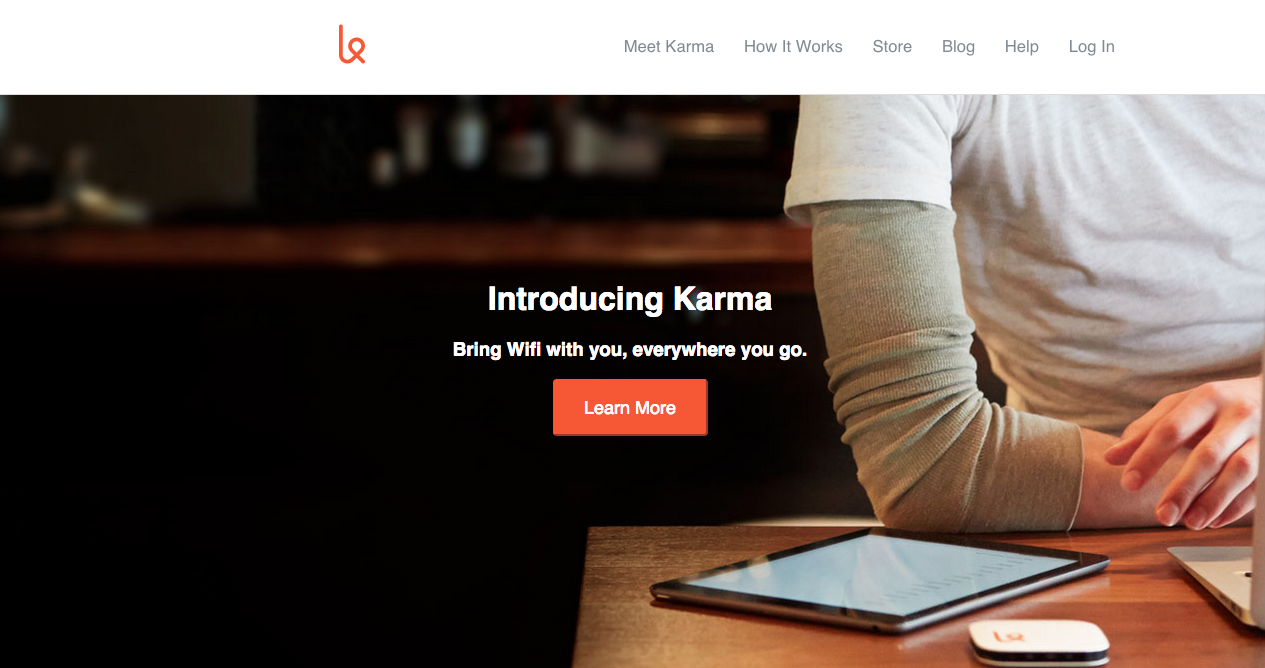 Meet Karma
How It Works
Store
Blog
Help
Log In
Introducing Karma
Bring Wifi with you, everywhere you go.
Learn More